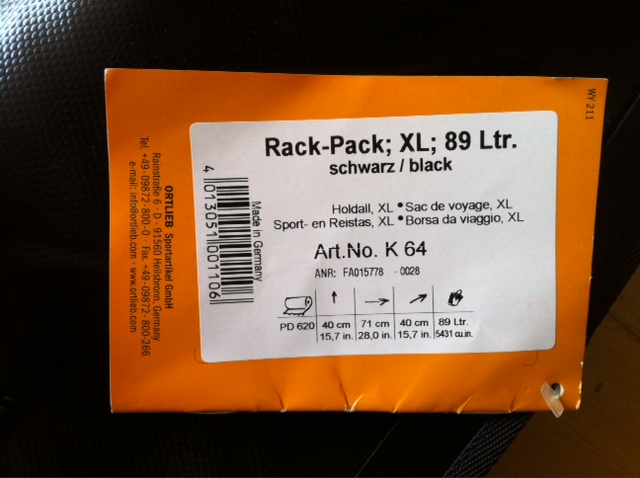 WY 211
Rack-Pack; XL; 89 Ltr.
schwarz / black
Holdall, XL • Sac de voyage, XL
Sport- en Reistas, XL • Borsa da viaggio, XL
Art.No. K 64
ANR: FA015778 - 0028
PD 620 40 cm 71 cm 40 cm 89 Ltr.
15,7 in. 28,0 in. 15,7 in. 5431 cu.in.
Made in Germany
4 013051 001106
ORTLIEB Sportartikel GmbH
Rainstraße 6 · D - 91560 Heilsbronn, Germany
Tel. +49 - 09872 - 800 - 0 · Fax. +49 - 09872 - 800-266
e-mail: info@ortlieb.com · www.ortlieb.com